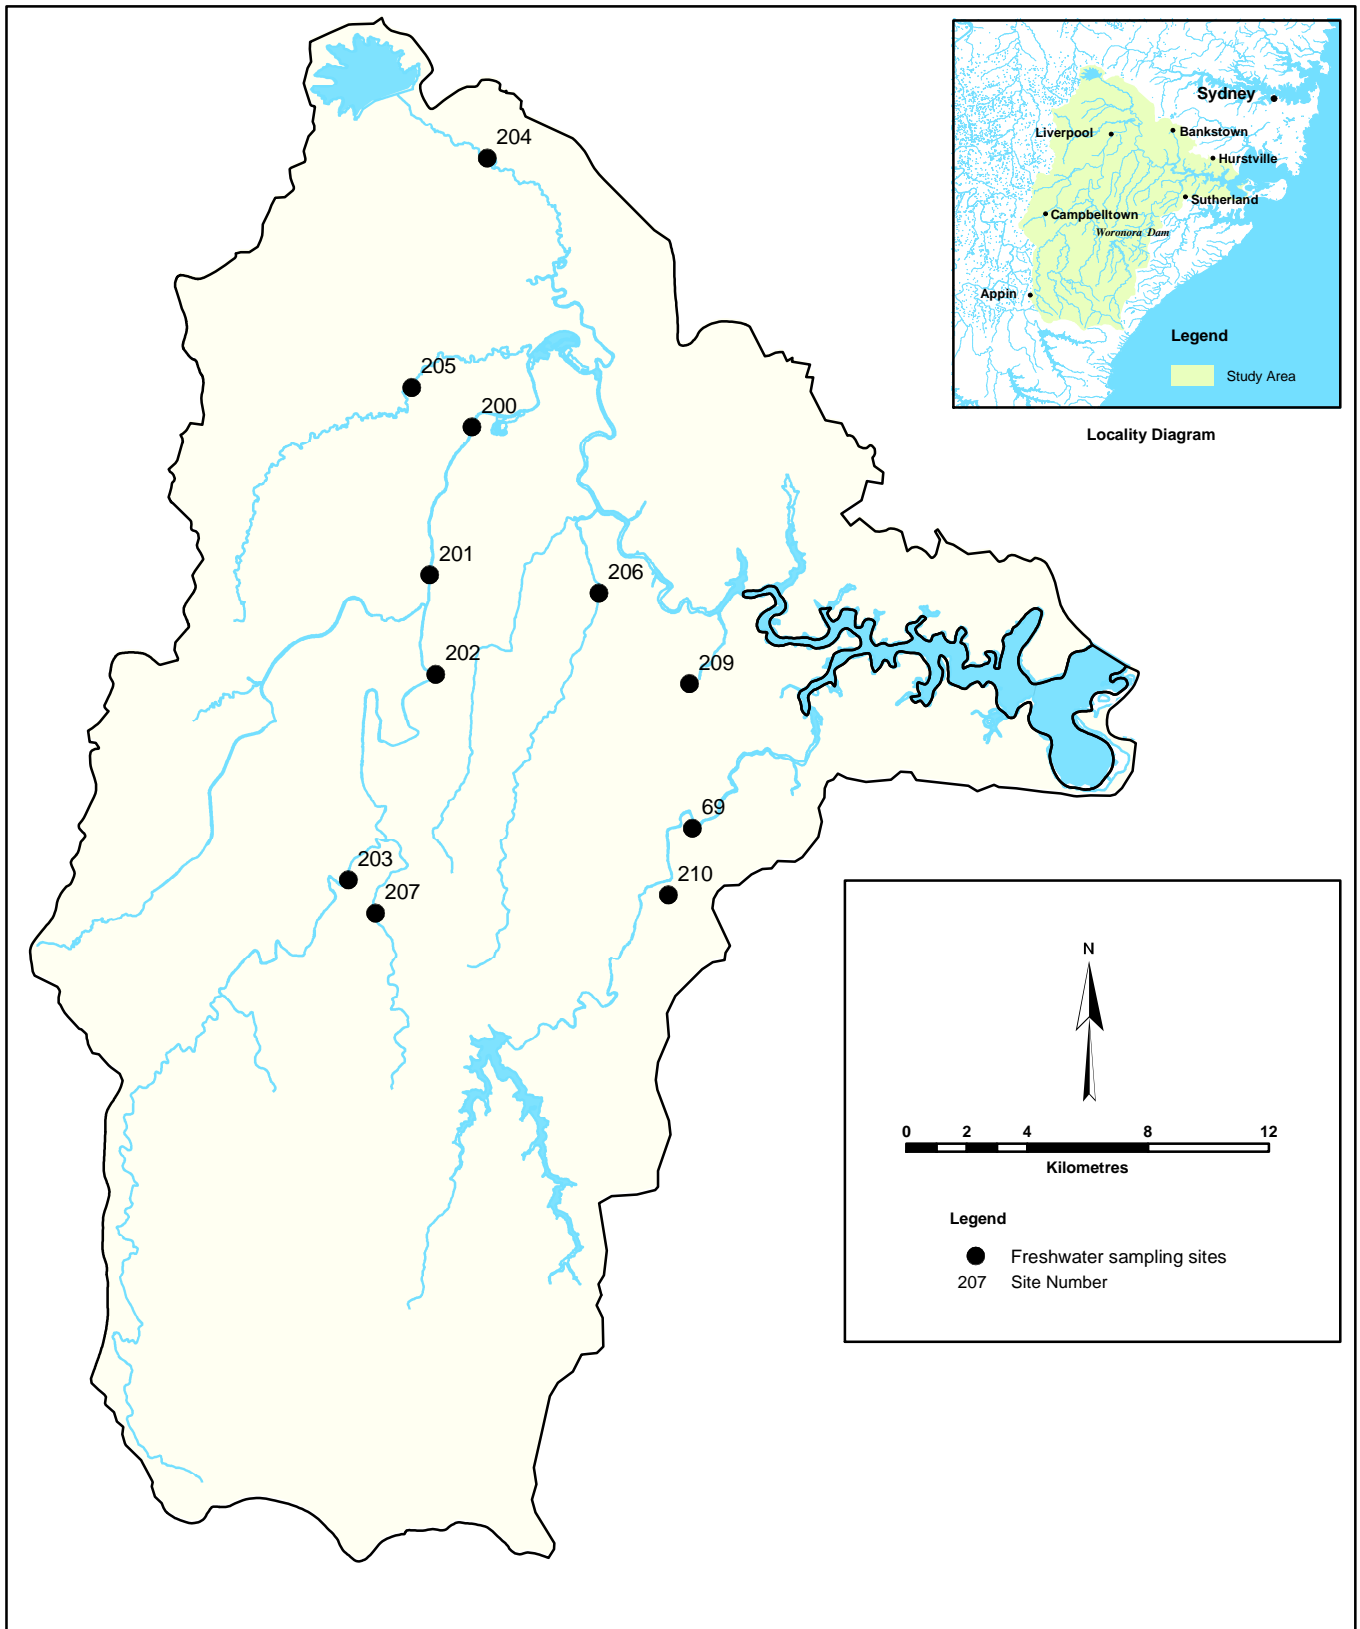 204
205
200
201
206
202
209
69
203
210
207
Sydney
Liverpool
Bankstown
Hurstville
Sutherland
Campbelltown
Woronora Dam
Appin
Legend
Study Area
Locality Diagram
N
0 2 4 8 12
Kilometres
Legend
Freshwater sampling sites
207 Site Number